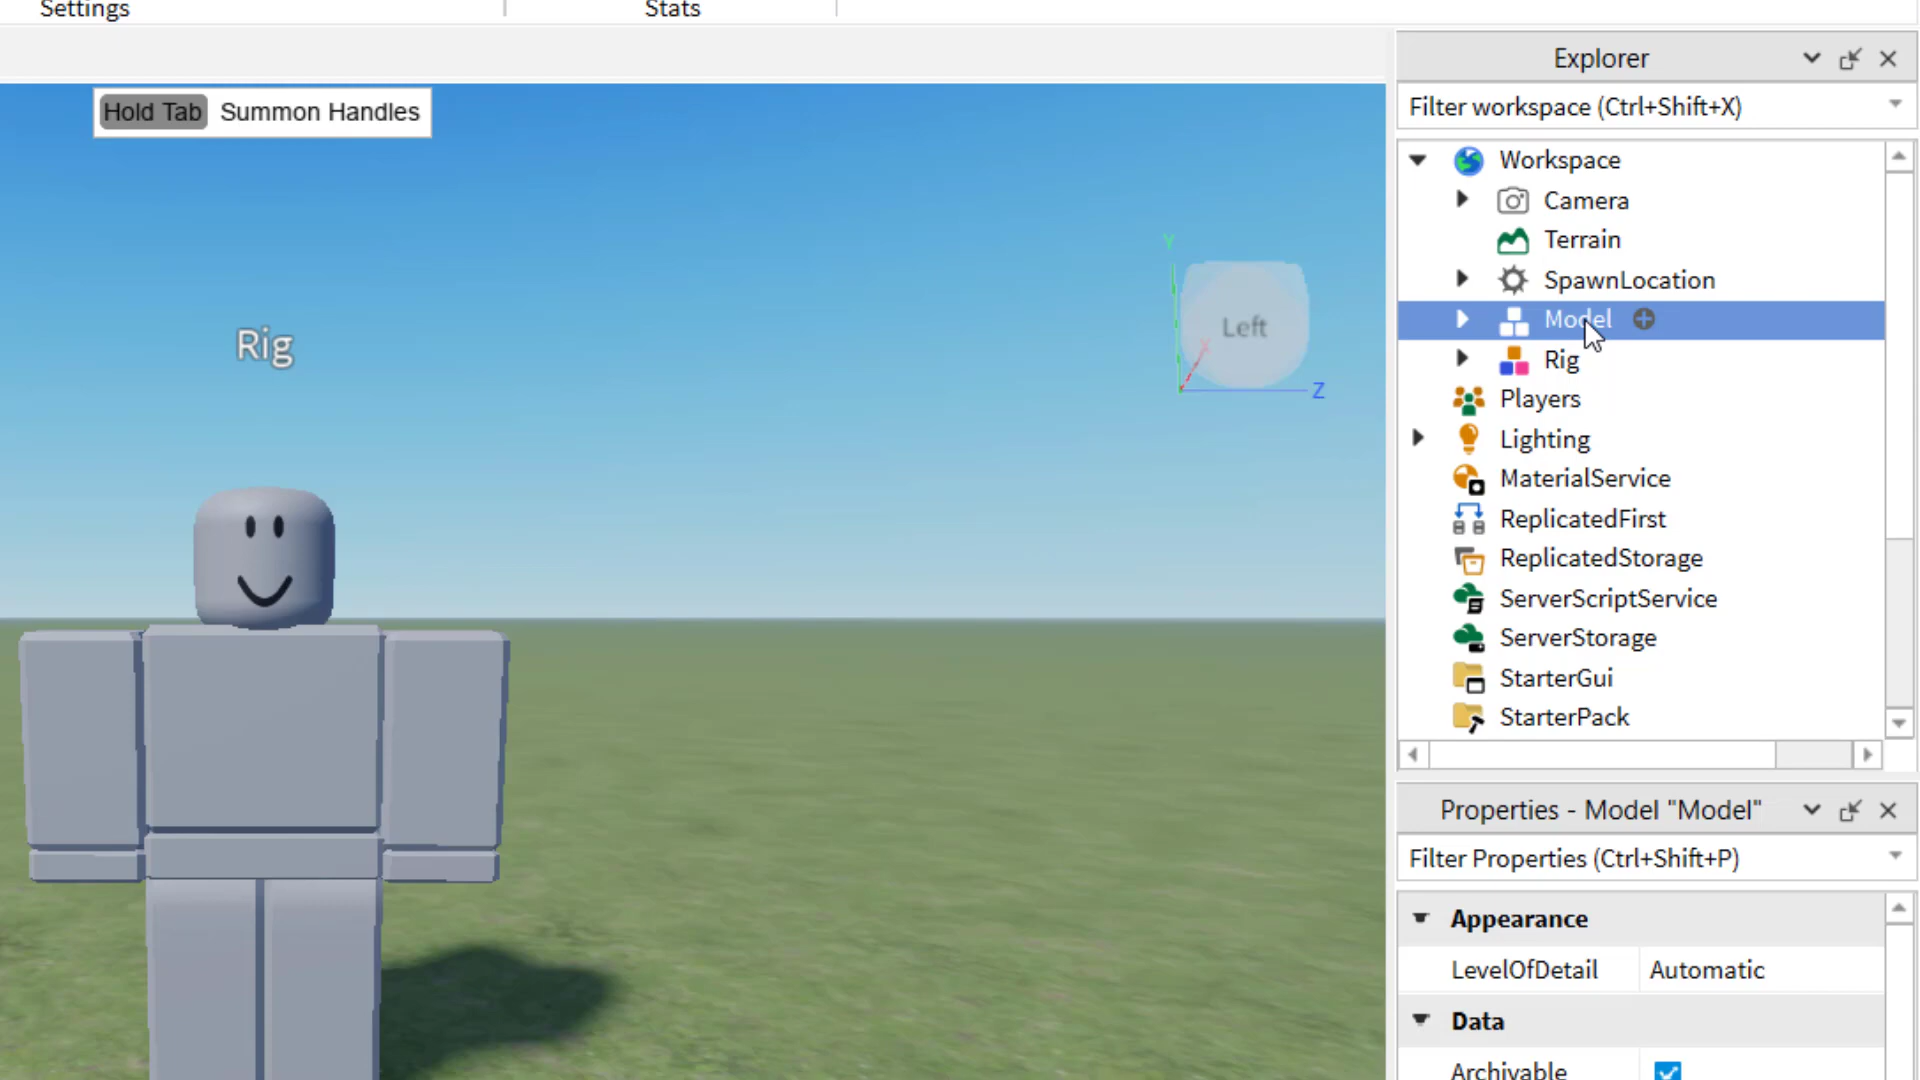 Settings
Stats
Hold Tab Summon Handles
Rig
Y
X
Left
Z
Explorer
Filter workspace (Ctrl+Shift+X)
Workspace
Camera
Terrain
SpawnLocation
Model
Rig
Players
Lighting
MaterialService
ReplicatedFirst
ReplicatedStorage
ServerScriptService
ServerStorage
StarterGui
StarterPack
Properties - Model "Model"
Filter Properties (Ctrl+Shift+P)
Appearance
LevelOfDetail Automatic
Data
Archivable